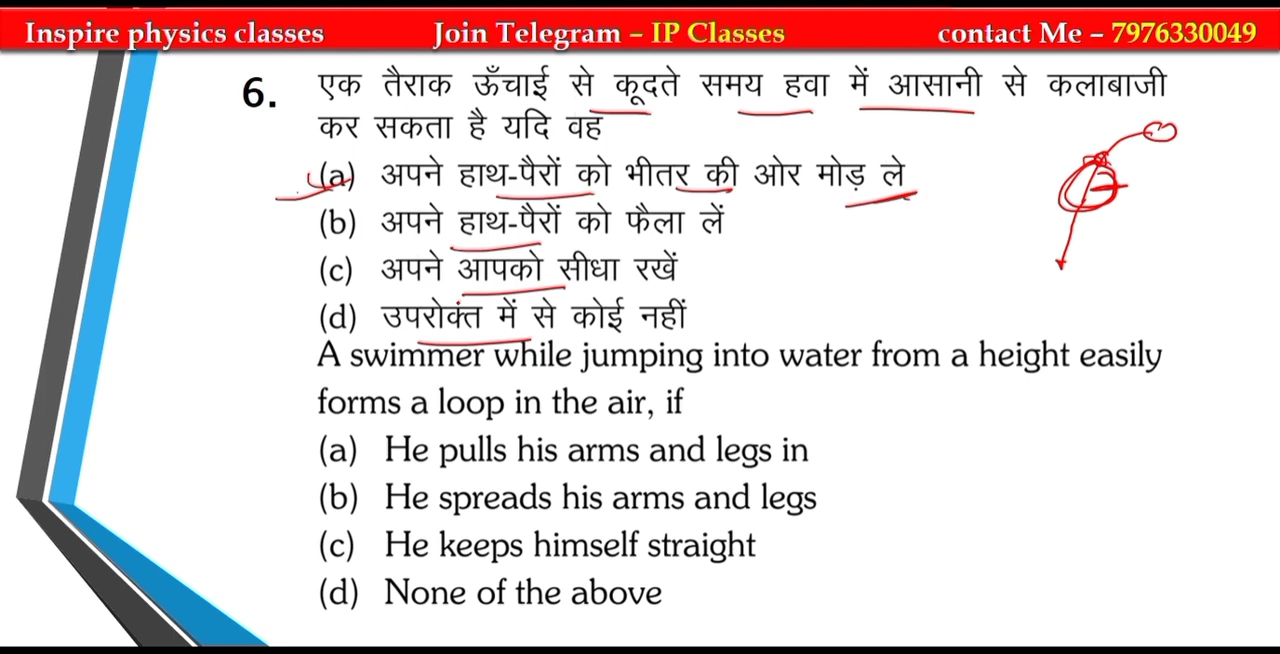 Inspire physics classes Join Telegram – IP Classes contact Me – 7976330049
6. एक तैराक ऊँचाई से कूदते समय हवा में आसानी से कलाबाजी
कर सकता है यदि वह
(a) अपने हाथ-पैरों को भीतर की ओर मोड़ ले
(b) अपने हाथ-पैरों को फैला लें
(c) अपने आपको सीधा रखें
(d) उपरोक्त में से कोई नहीं
A swimmer while jumping into water from a height easily
forms a loop in the air, if
(a) He pulls his arms and legs in
(b) He spreads his arms and legs
(c) He keeps himself straight
(d) None of the above